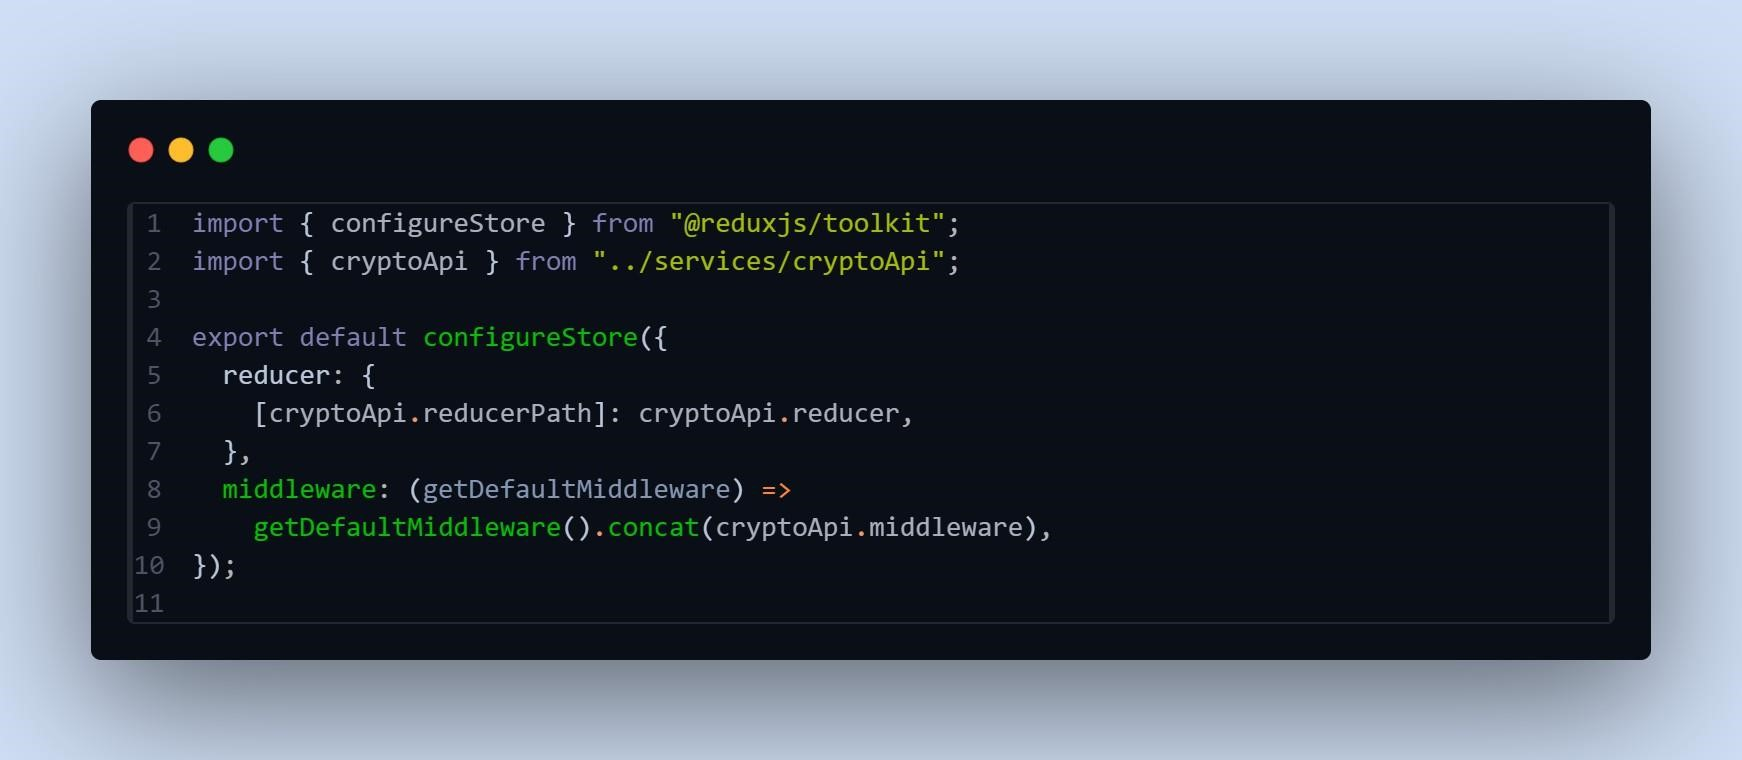 1 import { configureStore } from "@reduxjs/toolkit";
2 import { cryptoApi } from "../services/cryptoApi";
3
4 export default configureStore({
5   reducer: {
6     [cryptoApi.reducerPath]: cryptoApi.reducer,
7   },
8   middleware: (getDefaultMiddleware) =>
9     getDefaultMiddleware().concat(cryptoApi.middleware),
10 });
11